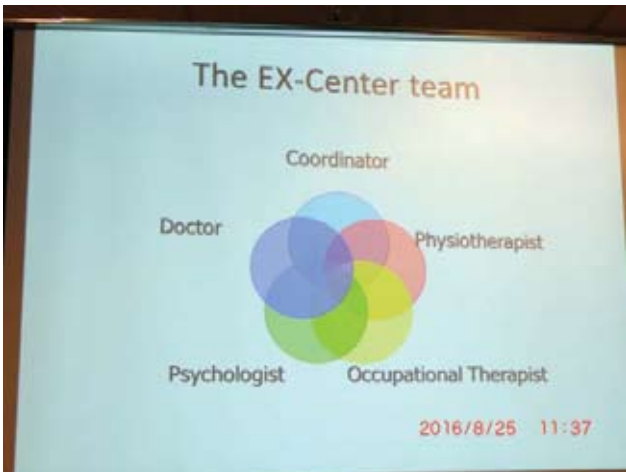 The EX-Center team
Coordinator
Doctor
Physiotherapist
Psychologist
Occupational Therapist
2016/8/25 11:37